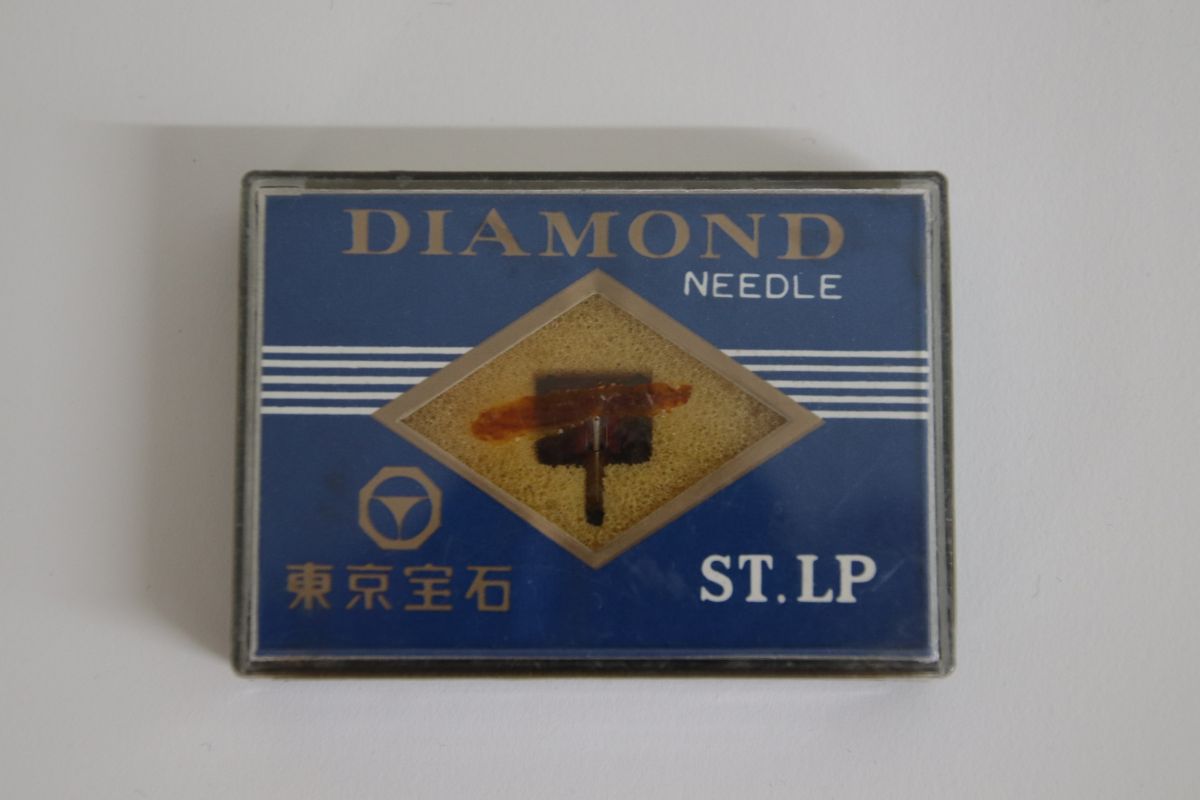 DIAMOND
NEEDLE
東京宝石
ST.LP